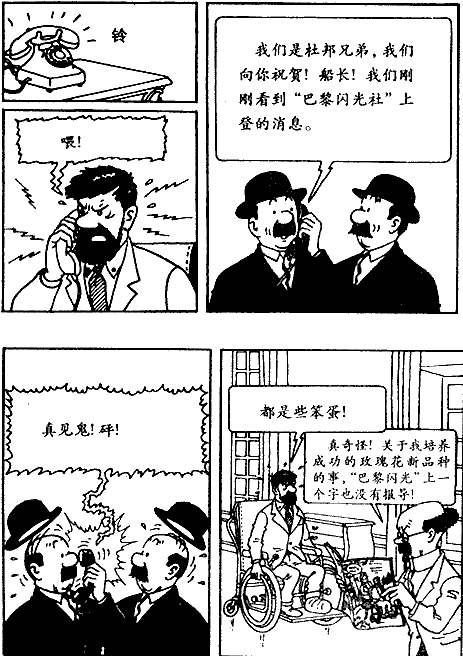 铃
喂!
我们是杜邦兄弟，我们
向你祝賀！船长！我们刚
刚看到“巴黎闪光社”上
登的消息。
真见鬼!砰!
都是些笨蛋!
真奇怪！关于我培养
成功的玫瑰花新品种
的事，“巴黎闪光”上一
个字也没有报导!